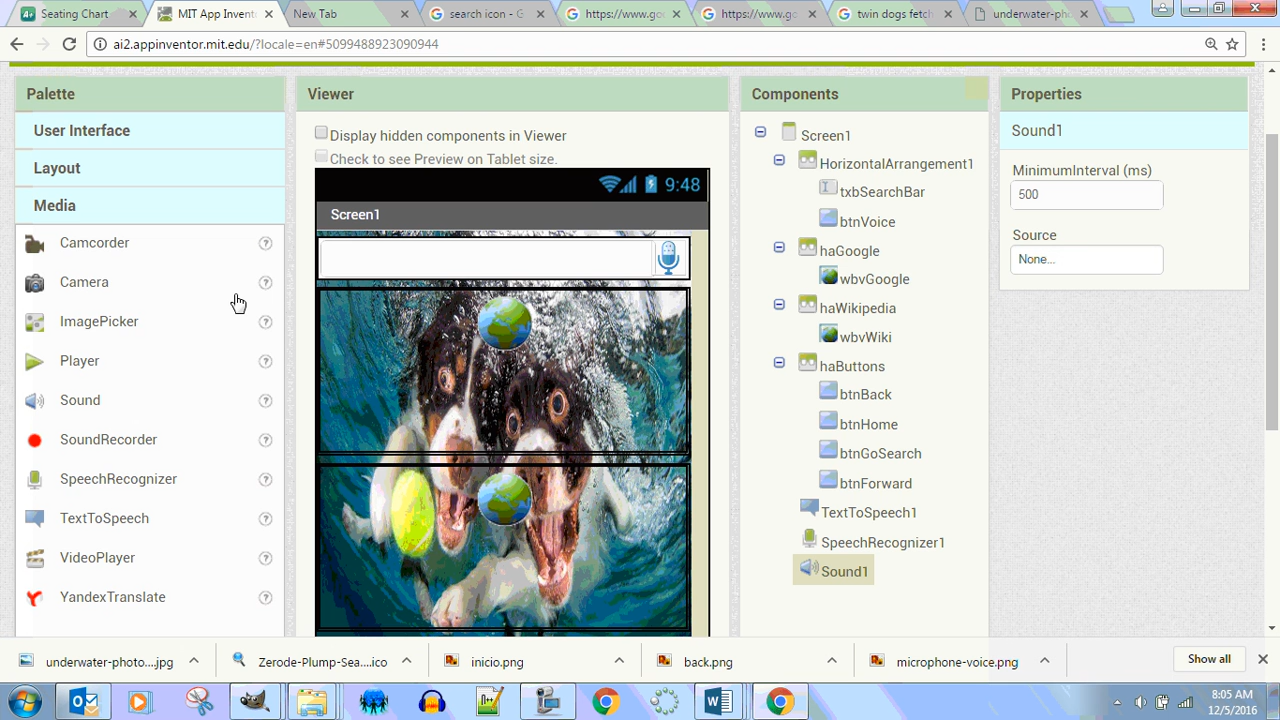 Seating Chart
MIT App Invent
New Tab
search icon - G
https://www.goo
https://www.goo
twin dogs fetch
underwater-pho
ai2.appinventor.mit.edu/?locale=en#5099488923090944
Palette
Viewer
Components
Properties
User Interface
Layout
Media
Camcorder
Camera
ImagePicker
Player
Sound
SoundRecorder
SpeechRecognizer
TextToSpeech
VideoPlayer
YandexTranslate
Display hidden components in Viewer
Check to see Preview on Tablet size.
9:48
Screen1
Screen1
HorizontalArrangement1
txbSearchBar
btnVoice
haGoogle
wbvGoogle
haWikipedia
wbvWiki
haButtons
btnBack
btnHome
btnGoSearch
btnForward
TextToSpeech1
SpeechRecognizer1
Sound1
Sound1
MinimumInterval (ms)
500
Source
None...
underwater-photo....jpg
Zerode-Plump-Sea....ico
inicio.png
back.png
microphone-voice.png
Show all
8:05 AM
12/5/2016